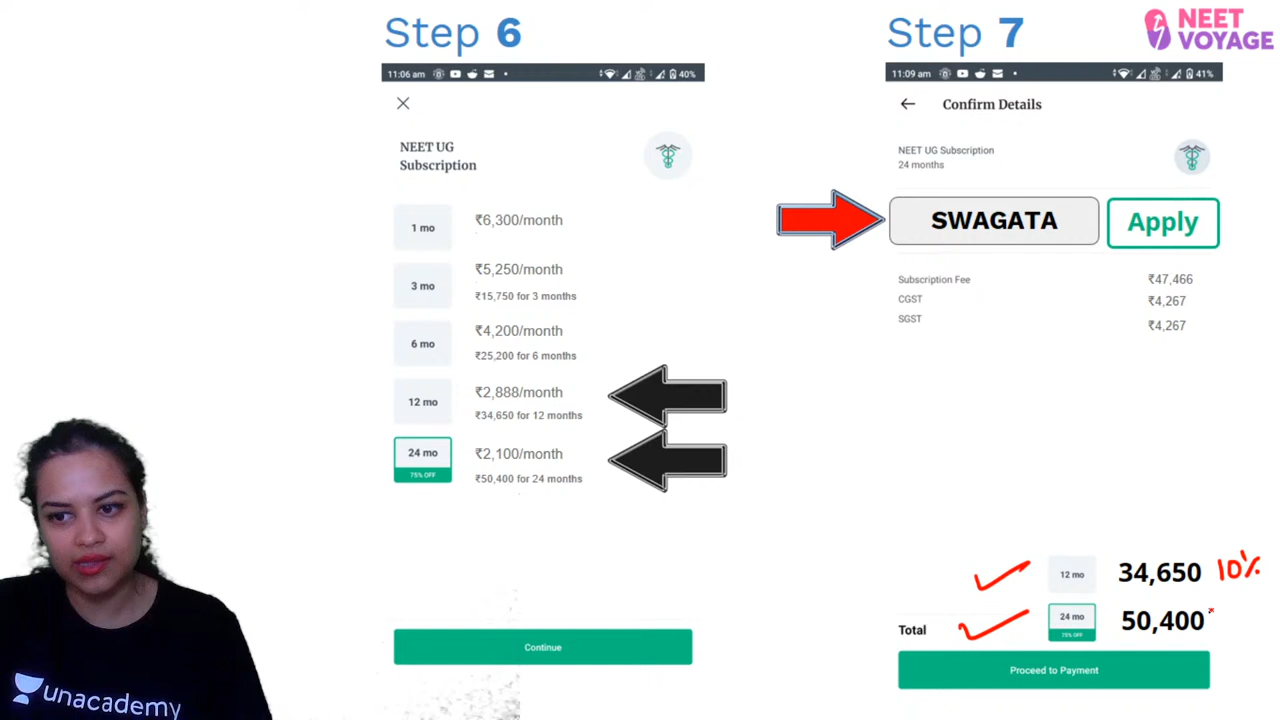 Step 6
11:06 am
40%
NEET UG
Subscription
1 mo
₹6,300/month
3 mo
₹5,250/month
₹15,750 for 3 months
6 mo
₹4,200/month
₹25,200 for 6 months
12 mo
₹2,888/month
₹34,650 for 12 months
24 mo
75% OFF
₹2,100/month
₹50,400 for 24 months
Continue
Step 7
NEET
VOYAGE
11:09 am
41%
Confirm Details
NEET UG Subscription
24 months
SWAGATA
Apply
Subscription Fee
₹47,466
CGST
₹4,267
SGST
₹4,267
12 mo
34,650
10%
Total
24 mo
75% OFF
50,400
Proceed to Payment
unacademy